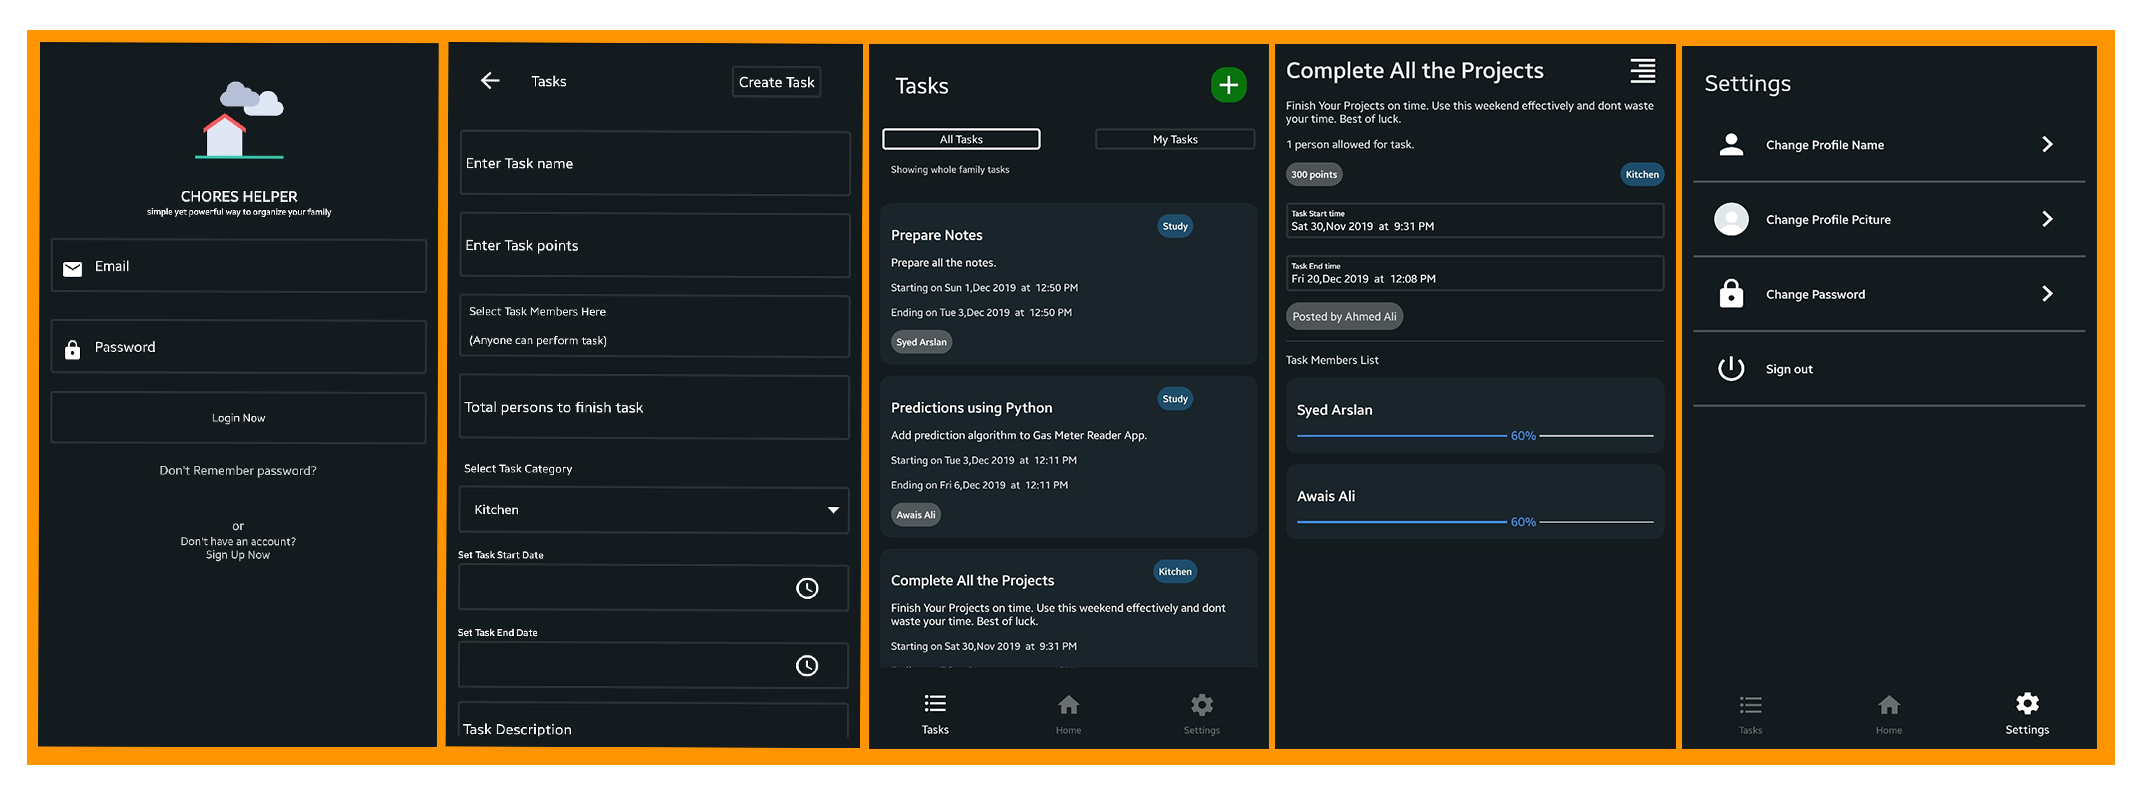 CHORES HELPER
simple yet powerful way to organize your family
Email
Password
Login Now
Don't Remember password?
or
Don't have an account?
Sign Up Now
Tasks
Create Task
Enter Task name
Enter Task points
Select Task Members Here
(Anyone can perform task)
Total persons to finish task
Select Task Category
Kitchen
Set Task Start Date
Set Task End Date
Task Description
Tasks
All Tasks
My Tasks
Showing whole family tasks
Study
Prepare Notes
Prepare all the notes.
Starting on Sun 1,Dec 2019 at 12:50 PM
Ending on Tue 3,Dec 2019 at 12:50 PM
Syed Arslan
Study
Predictions using Python
Add prediction algorithm to Gas Meter Reader App.
Starting on Tue 3,Dec 2019 at 12:11 PM
Ending on Fri 6,Dec 2019 at 12:11 PM
Awais Ali
Kitchen
Complete All the Projects
Finish Your Projects on time. Use this weekend effectively and dont
waste your time. Best of luck.
Starting on Sat 30,Nov 2019 at 9:31 PM
Tasks
Home
Settings
Complete All the Projects
Finish Your Projects on time. Use this weekend effectively and dont waste
your time. Best of luck.
1 person allowed for task.
300 points
Kitchen
Task Start time
Sat 30,Nov 2019 at 9:31 PM
Task End time
Fri 20,Dec 2019 at 12:08 PM
Posted by Ahmed Ali
Task Members List
Syed Arslan
60%
Awais Ali
60%
Settings
Change Profile Name
Change Profile Pciture
Change Password
Sign out
Tasks
Home
Settings